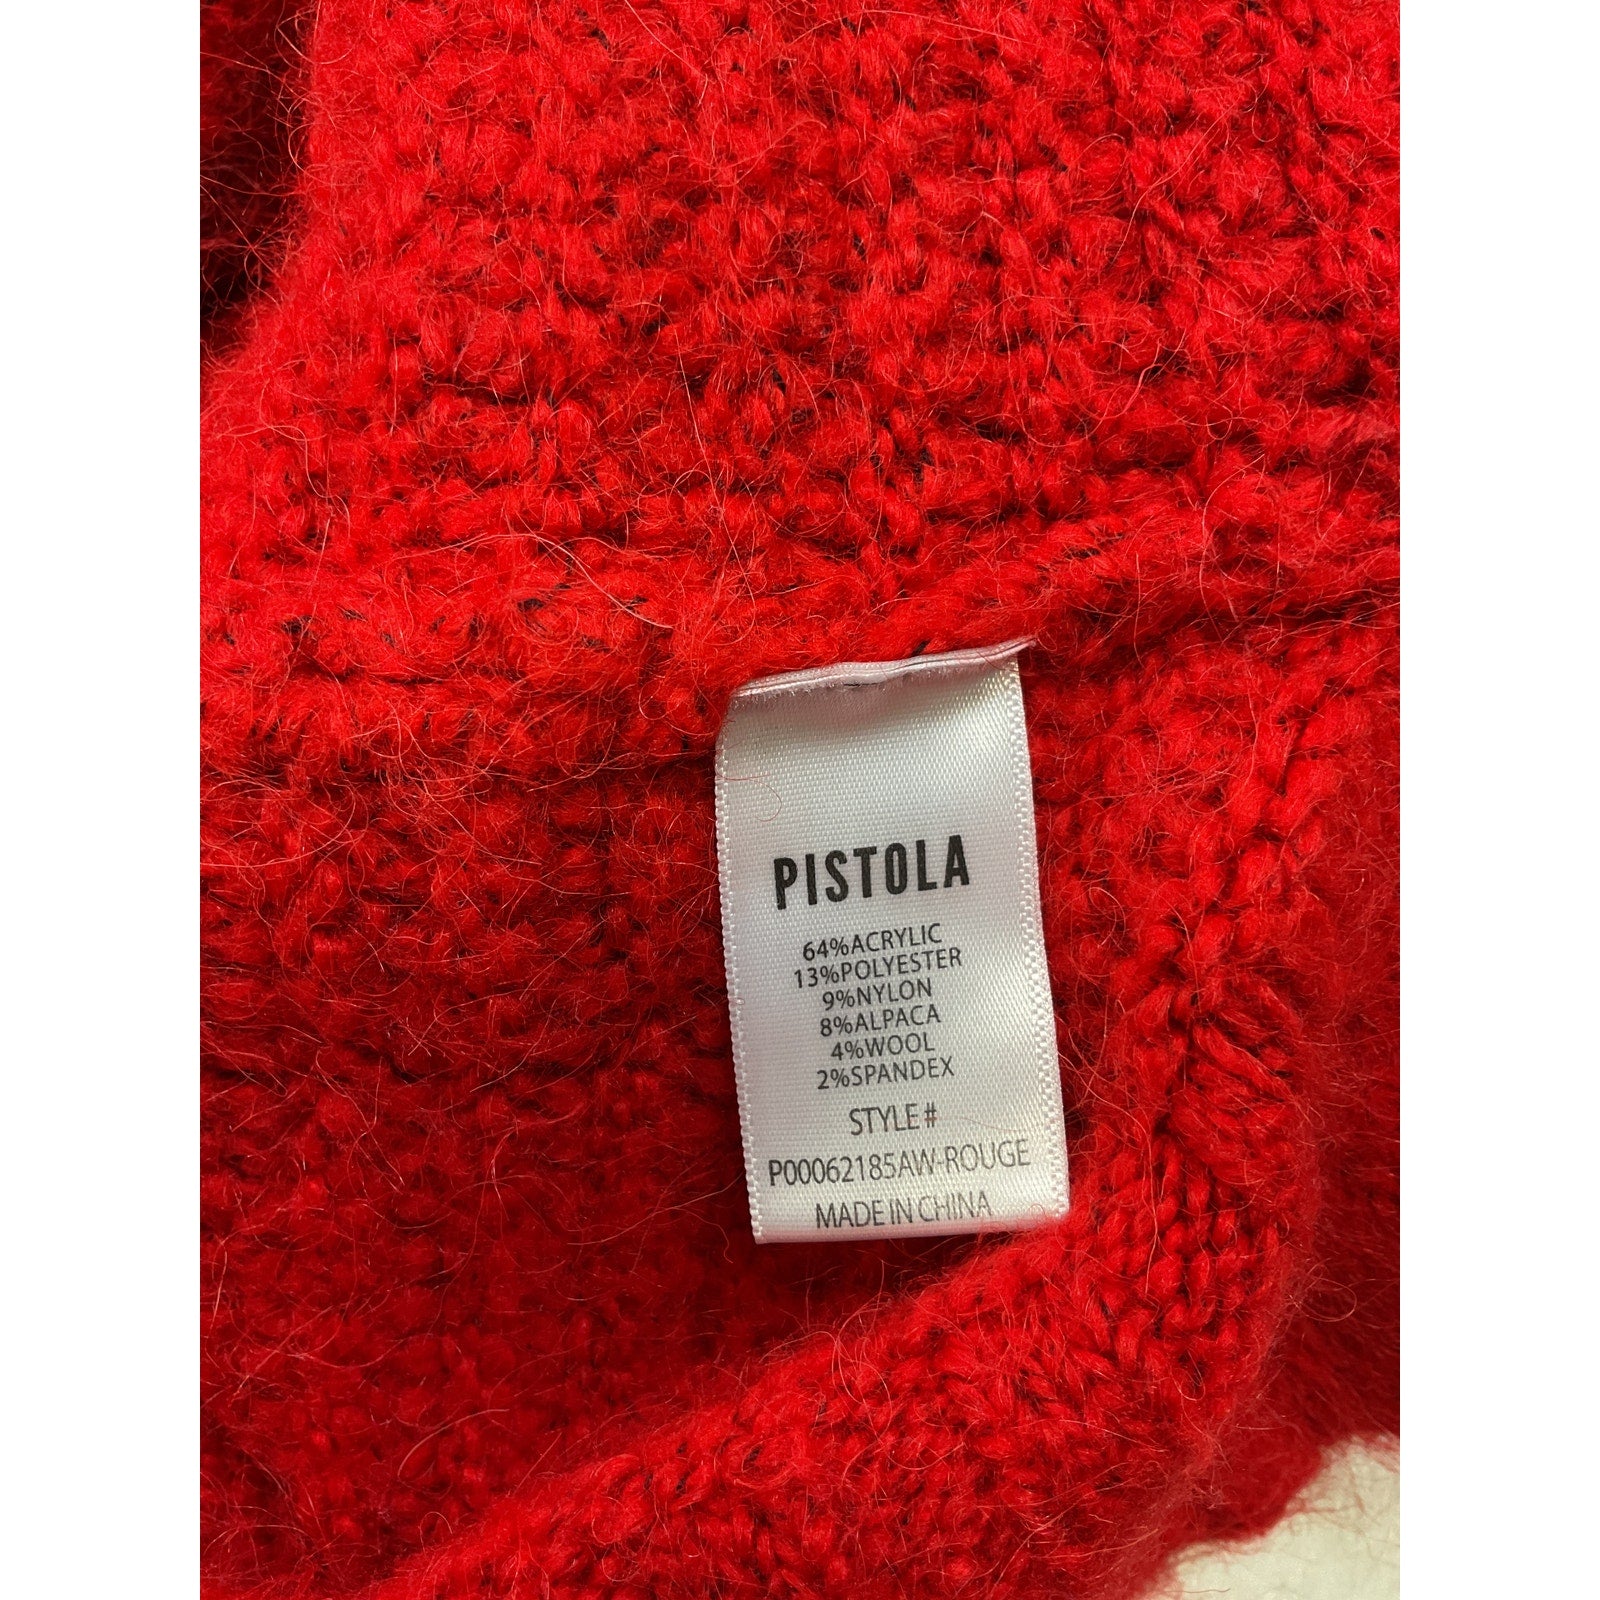 PISTOLA
64%ACRYLIC
13%POLYESTER
9%NYLON
8%ALPACA
4%WOOL
2%SPANDEX
STYLE#
P00062185AW-ROUGE
MADE IN CHINA